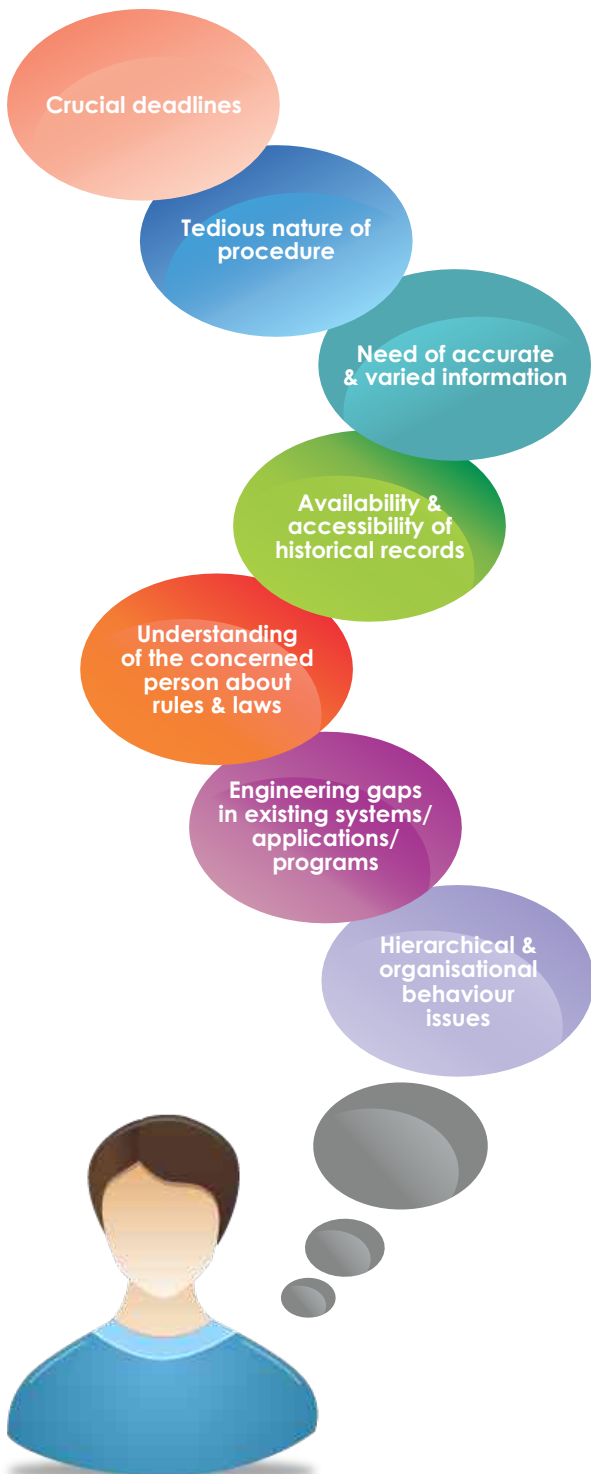 Crucial deadlines
Tedious nature of
procedure
Need of accurate
& varied information
Availability &
accessibility of
historical records
Understanding
of the concerned
person about
rules & laws
Engineering gaps
in existing systems/
applications/
programs
Hierarchical &
organisational
behaviour
issues